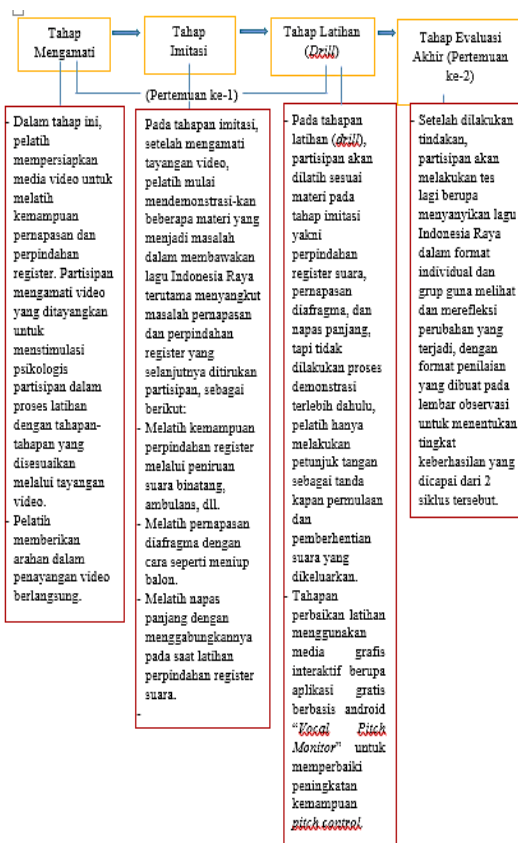 Tahap
Mengamati
Tahap
Imitasi
Tahap Latihan
(Drill)
Tahap Evaluasi
Akhir (Pertemuan
ke-2)
(Pertemuan ke-1)
- Dalam tahap ini,
pelatih
mempersiapkan
media video untuk
melatih
kemampuan
pernapasan dan
perpindahan
register. Partisipan
mengamati video
yang ditayangkan
untuk
menstimulasi
psikologis
partisipan dalam
proses latihan
dengan tahapan-
tahapan yang
disesuaikan
melalui tayangan
video.
- Pelatih
memberikan
arahan dalam
penayangan video
berlangsung.
Pada tahapan imitasi,
setelah mengamati
tayangan video,
pelatih mulai
mendemonstrasi-kan
beberapa materi yang
menjadi masalah
dalam membawakan
lagu Indonesia Raya
terutama menyangkut
masalah pernapasan
dan perpindahan
register yang
selanjutnya ditirukan
partisipan, sebagai
berikut:
- Melatih kemampuan
perpindahan register
melalui peniruan
suara binatang,
ambulans, dll.
- Melatih pernapasan
diafragma dengan
cara seperti meniup
balon.
- Melatih napas
panjang dengan
menggabungkannya
pada saat latihan
perpindahan register
suara.
-
- Pada tahapan
latihan (drill),
partisipan akan
dilatih sesuai
materi pada
tahap imitasi
yakni
perpindahan
register suara,
pernapasan
diafragma, dan
napas panjang,
tapi tidak
dilakukan proses
demonstrasi
terlebih dahulu,
pelatih hanya
melakukan
petunjuk tangan
sebagai tanda
kapan permulaan
dan
pemberhentian
suara yang
dikeluarkan.
- Tahapan
perbaikan latihan
menggunakan
media grafis
interaktif berupa
aplikasi gratis
berbasis android
“Vocal Pitch
Monitor” untuk
memperbaiki
peningkatan
kemampuan
pitch control
- Setelah dilakukan
tindakan,
partisipan akan
melakukan tes
lagi berupa
menyanyikan lagu
Indonesia Raya
dalam format
individual dan
grup guna melihat
dan merefleksi
perubahan yang
terjadi, dengan
format penilaian
yang dibuat pada
lembar observasi
untuk menentukan
tingkat
keberhasilan yang
dicapai dari 2
siklus tersebut.